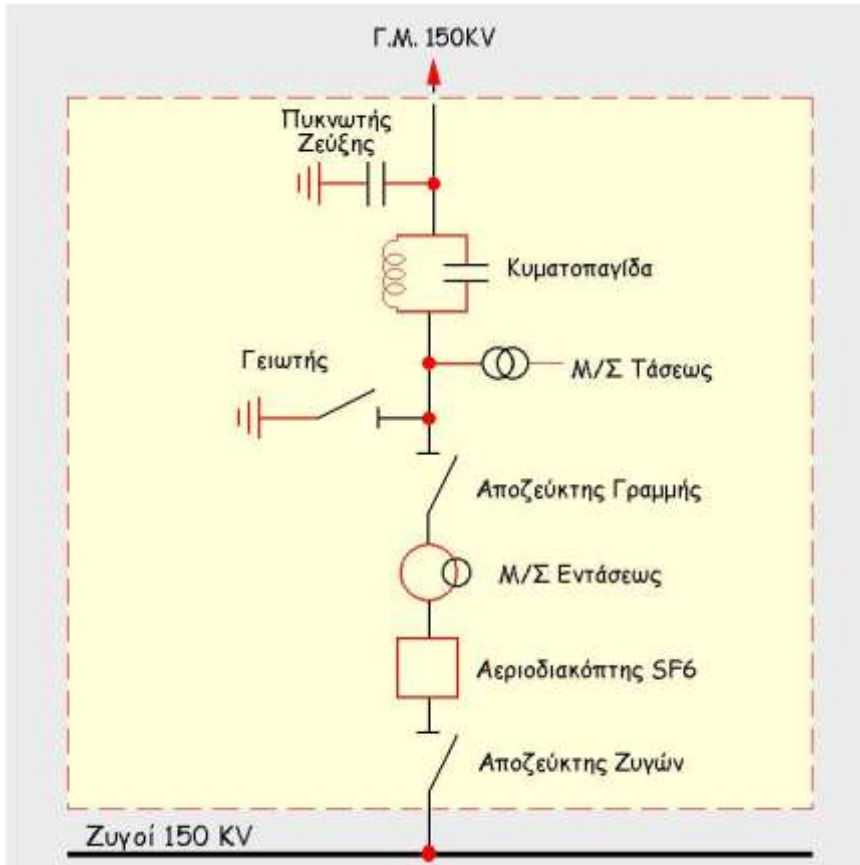 Γ.Μ. 150KV
Πυκνωτής
Ζεύξης
Κυματοπαγίδα
Γειωτής
Μ/Σ Τάσεως
Αποζεύκτης Γραμμής
Μ/Σ Εντάσεως
Αεριοδιακόπτης SF6
Αποζεύκτης Ζυγών
Ζυγοί 150 KV